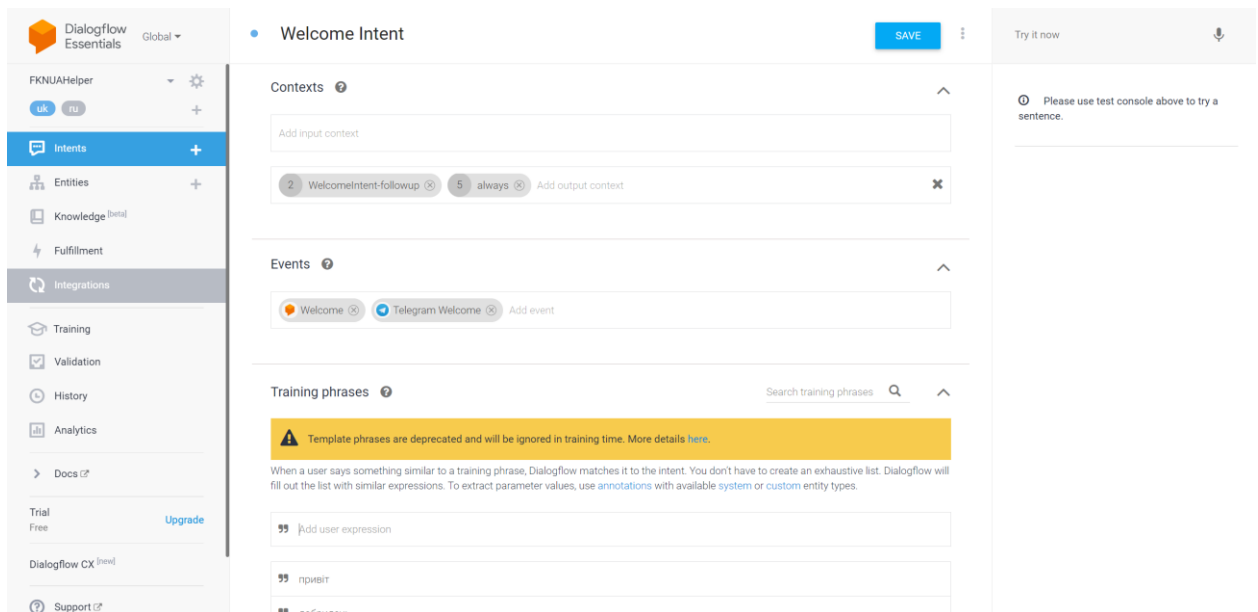 Dialogflow
Essentials
Global
Welcome Intent
SAVE
Try it now
FKNUAHelper
uk ru
Intents
Entities
Knowledge [beta]
Fulfillment
Integrations
Training
Validation
History
Analytics
Docs
Trial
Free
Upgrade
Dialogflow CX [new]
Support
Contexts
Add input context
2 WelcomeIntent-followup 5 always Add output context
Events
Welcome Telegram Welcome Add event
Training phrases Search training phrases
Template phrases are deprecated and will be ignored in training time. More details here.
When a user says something similar to a training phrase, Dialogflow matches it to the intent. You don't have to create an exhaustive list. Dialogflow will
fill out the list with similar expressions. To extract parameter values, use annotations with available system or custom entity types.
Add user expression
привіт
Please use test console above to try a
sentence.